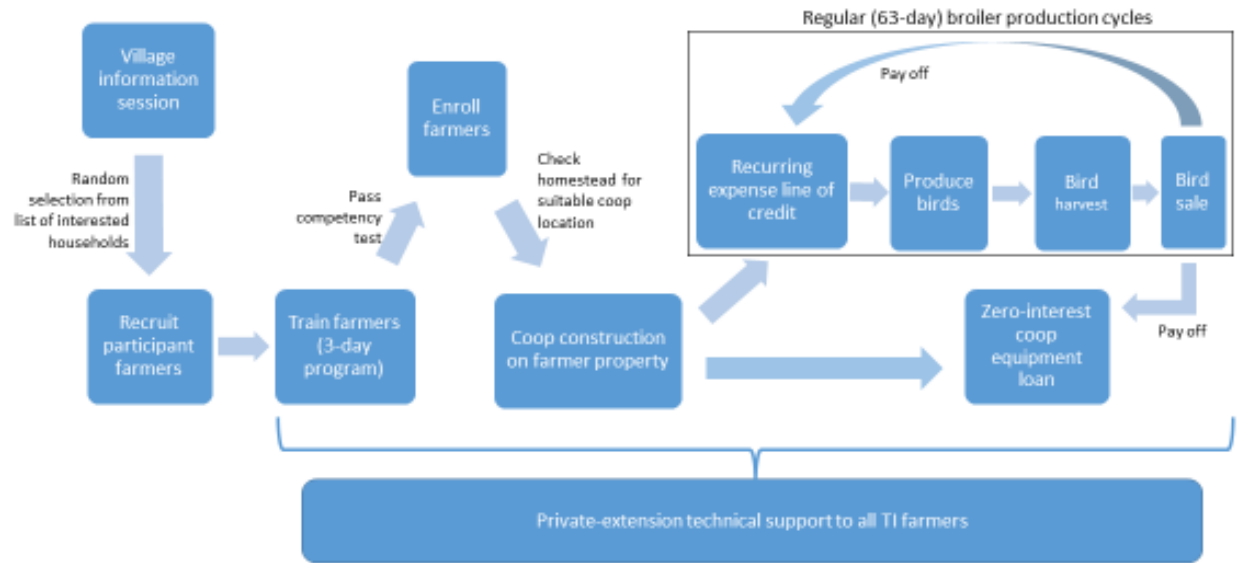 Regular (63-day) broiler production cycles
Village
information
session
Random
selection from
list of interested
households
Recruit
participant
farmers
Train farmers
(3-day
program)
Pass
competency
test
Enroll
farmers
Check
homestead for
suitable coop
location
Coop construction
on farmer property
Pay off
Recurring
expense line of
credit
Produce
birds
Bird
harvest
Bird
sale
Zero-interest
coop
equipment
loan
Pay off
Private-extension technical support to all TI farmers